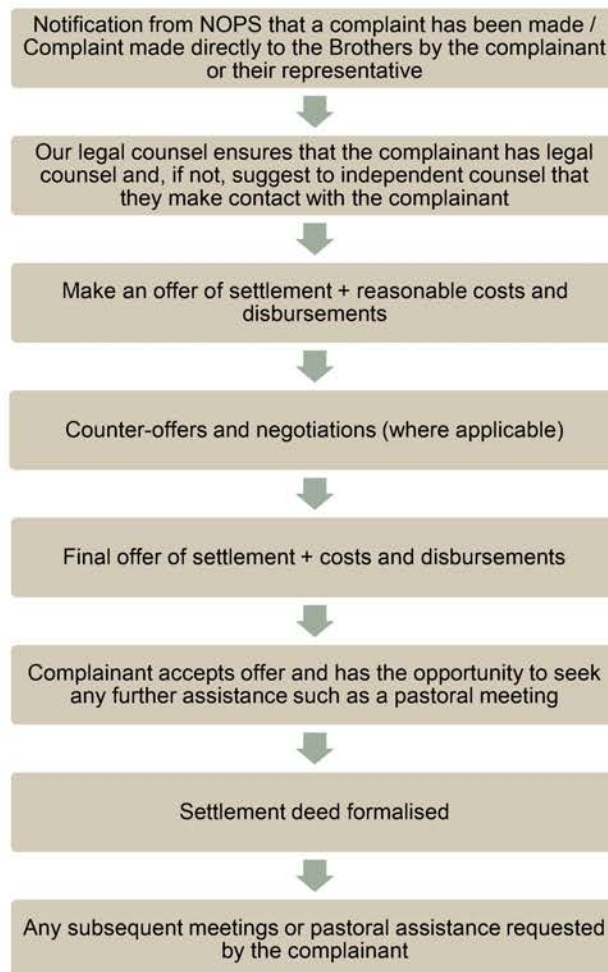 Notification from NOPS that a complaint has been made /
Complaint made directly to the Brothers by the complainant
or their representative
Our legal counsel ensures that the complainant has legal
counsel and, if not, suggest to independent counsel that
they make contact with the complainant
Make an offer of settlement + reasonable costs and
disbursements
Counter-offers and negotiations (where applicable)
Final offer of settlement + costs and disbursements
Complainant accepts offer and has the opportunity to seek
any further assistance such as a pastoral meeting
Settlement deed formalised
Any subsequent meetings or pastoral assistance requested
by the complainant